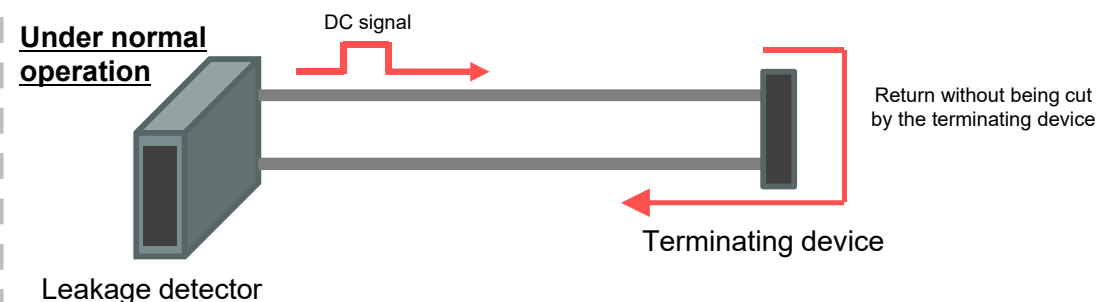 Under normal
operation
DC signal
Return without being cut
by the terminating device
Terminating device
Leakage detector